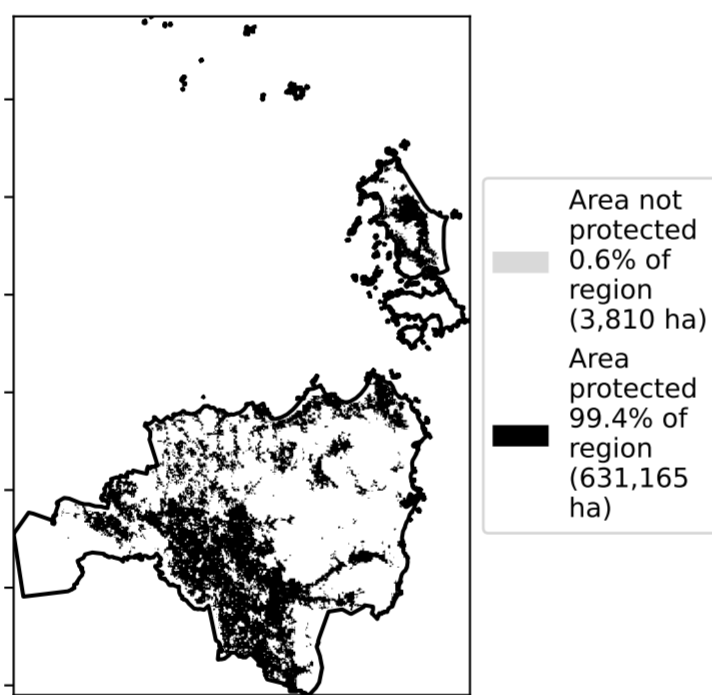 Area not
protected
0.6% of
region
(3,810 ha)
Area
protected
99.4% of
region
(631,165
ha)